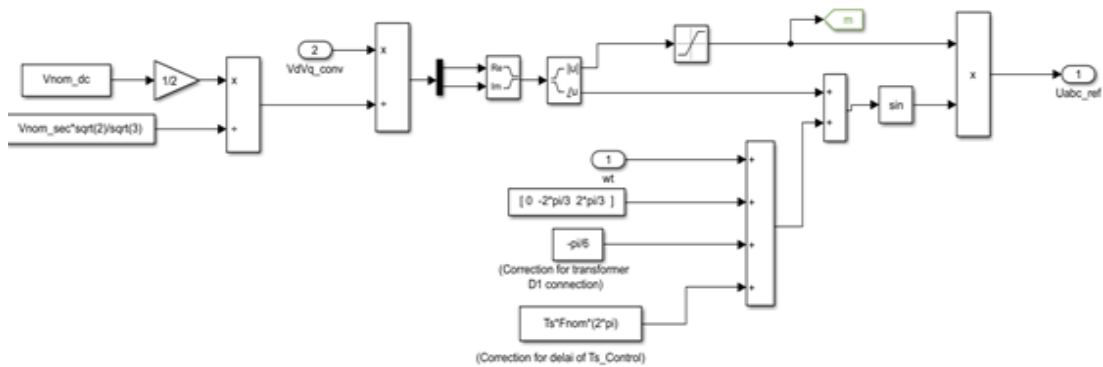 m
2
VdVq_conv
Vnom_dc
1/2
x
÷
x
÷
Re
Im
|u|
∠u
Vnom_sec*sqrt(2)/sqrt(3)
+
+
sin
x
1
Uabc_ref
1
wt
[ 0 -2*pi/3 2*pi/3 ]
-pi/6
(Correction for transformer
D1 connection)
Ts*Fnom*(2*pi)
(Correction for delai of Ts_Control)
+
+
+
+